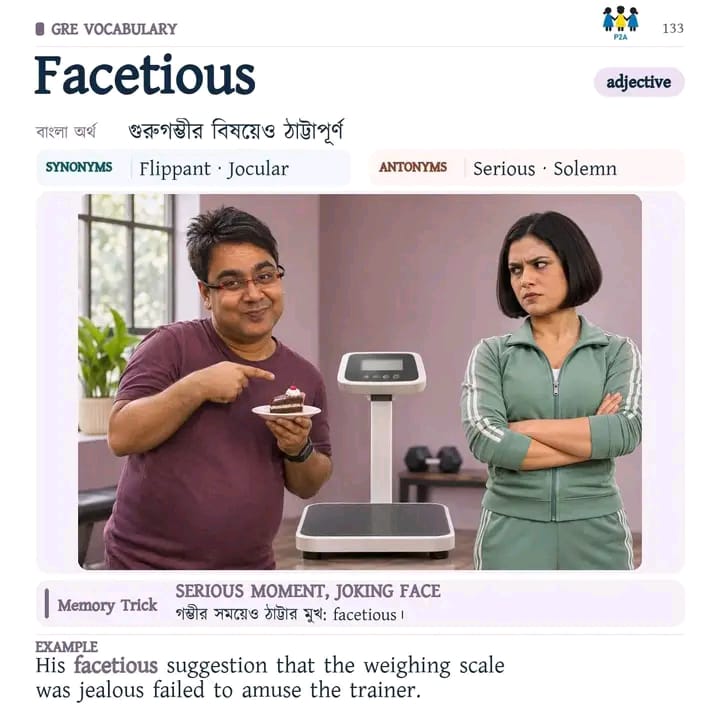 GRE VOCABULARY
P2A
133
Facetious
adjective
বাংলা অর্থ গুরুগম্ভীর বিষয়েও ঠাট্টাপূর্ণ
SYNONYMS Flippant · Jocular
ANTONYMS Serious · Solemn
Memory Trick
SERIOUS MOMENT, JOKING FACE
গম্ভীর সময়েও ঠাট্টার মুখ: facetious।
EXAMPLE
His facetious suggestion that the weighing scale
was jealous failed to amuse the trainer.